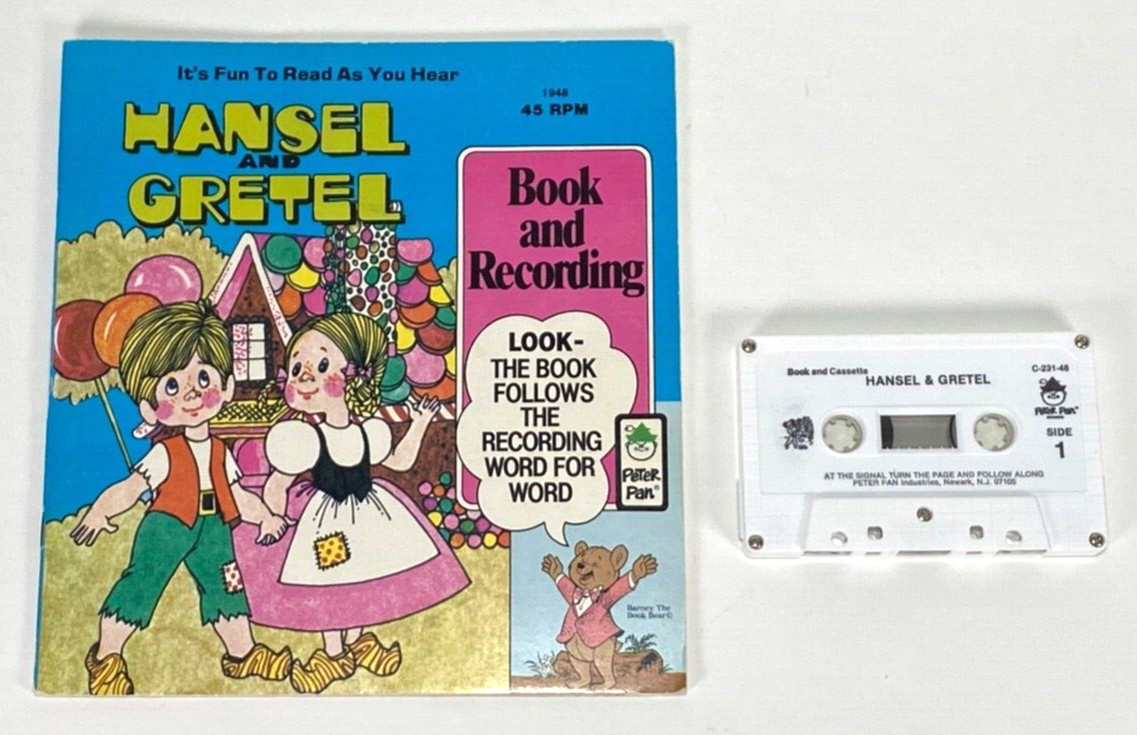 It's Fun To Read As You Hear
HANSEL
AND
GRETEL
1948
45 RPM
Book
and
Recording
LOOK-
THE BOOK
FOLLOWS
THE
RECORDING
WORD FOR
WORD
PETER
Pan®
Barney The
Book Bear©
Book and Cassette
HANSEL & GRETEL
C-231-48
PETER PAN®
SIDE
1
AT THE SIGNAL TURN THE PAGE AND FOLLOW ALONG
PETER PAN Industries, Newark, N.J. 07105